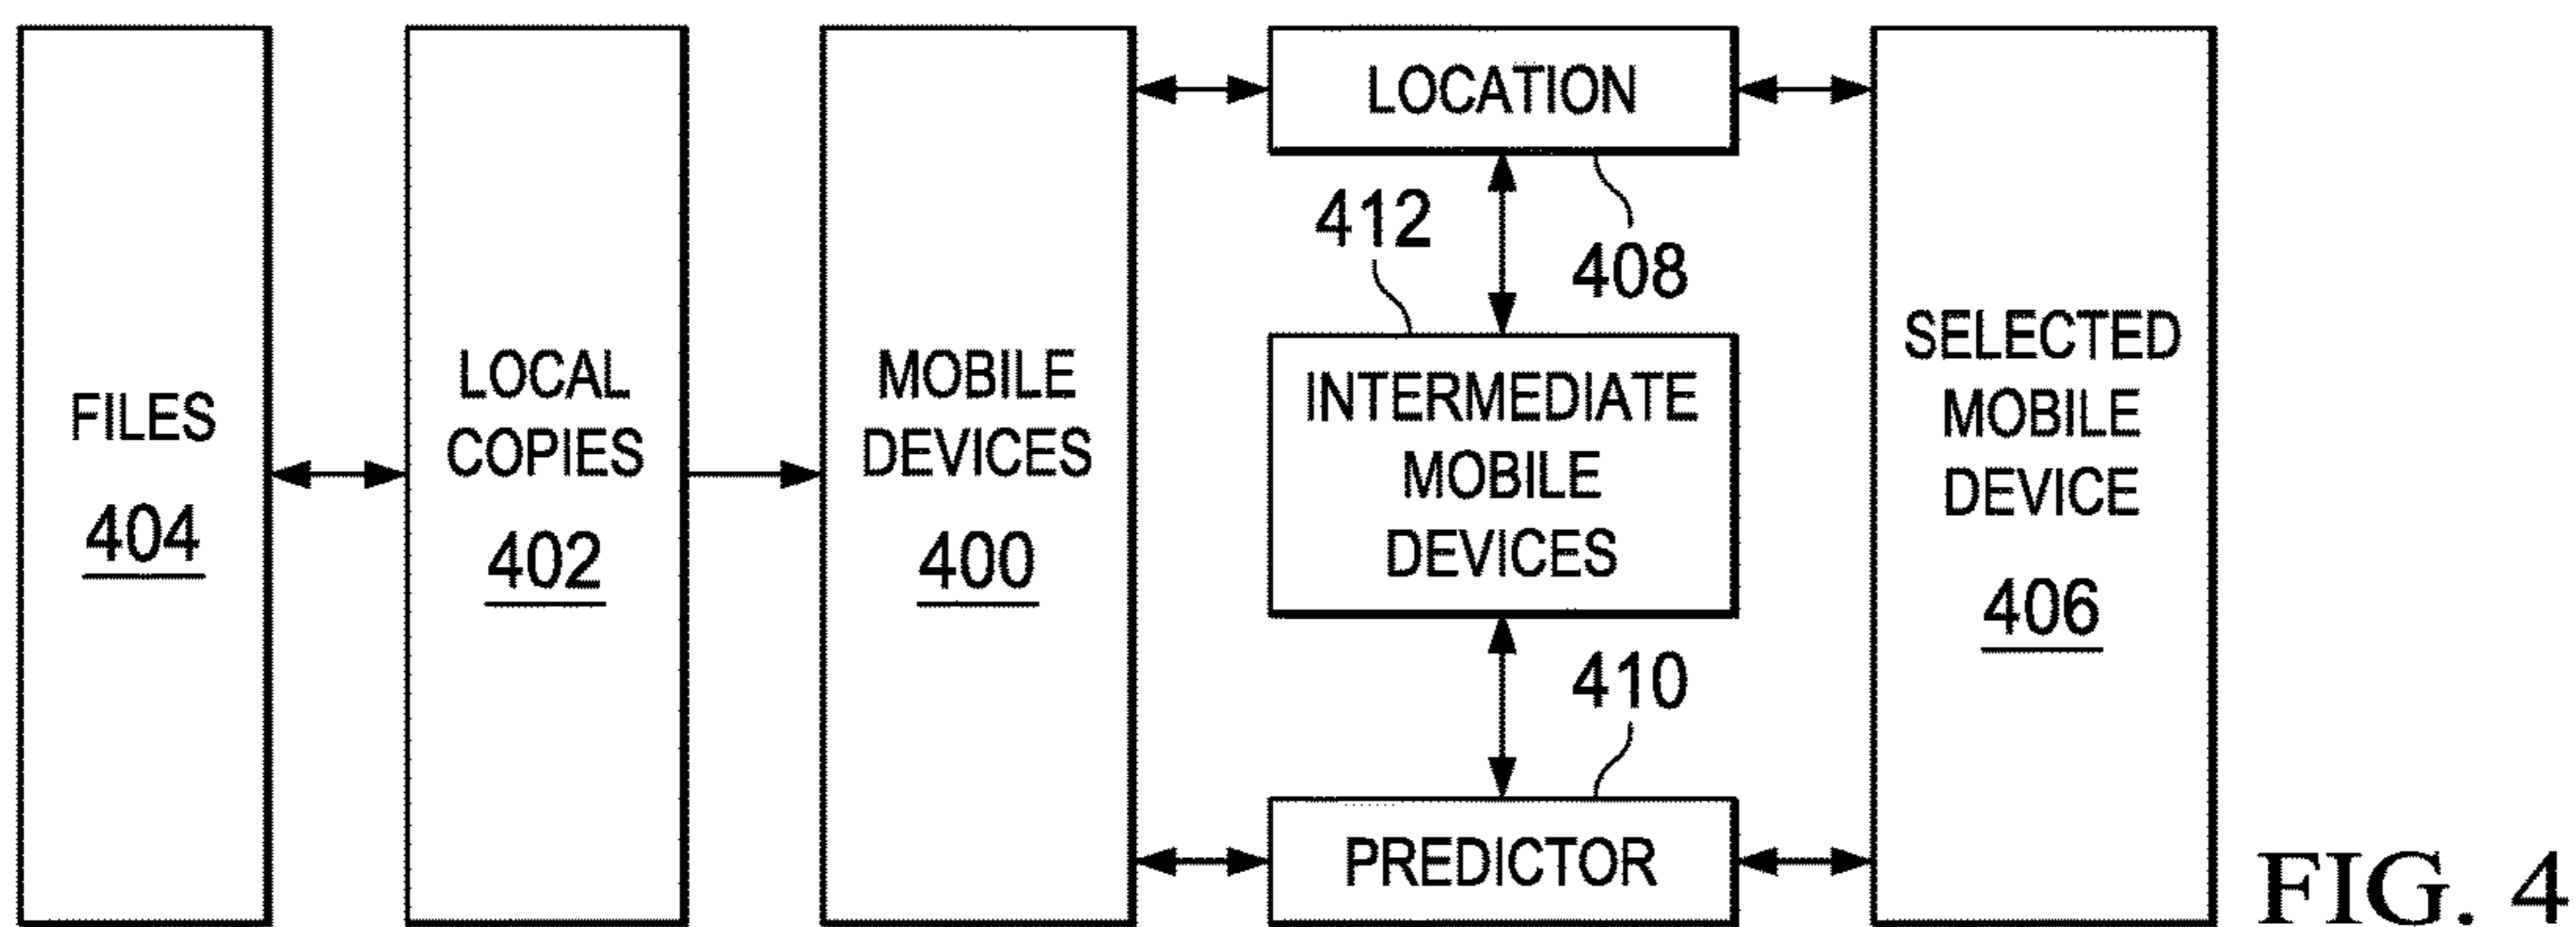 FILES
404
LOCAL
COPIES
402
MOBILE
DEVICES
400
LOCATION
408
412
INTERMEDIATE
MOBILE
DEVICES
410
PREDICTOR
SELECTED
MOBILE
DEVICE
406
FIG. 4